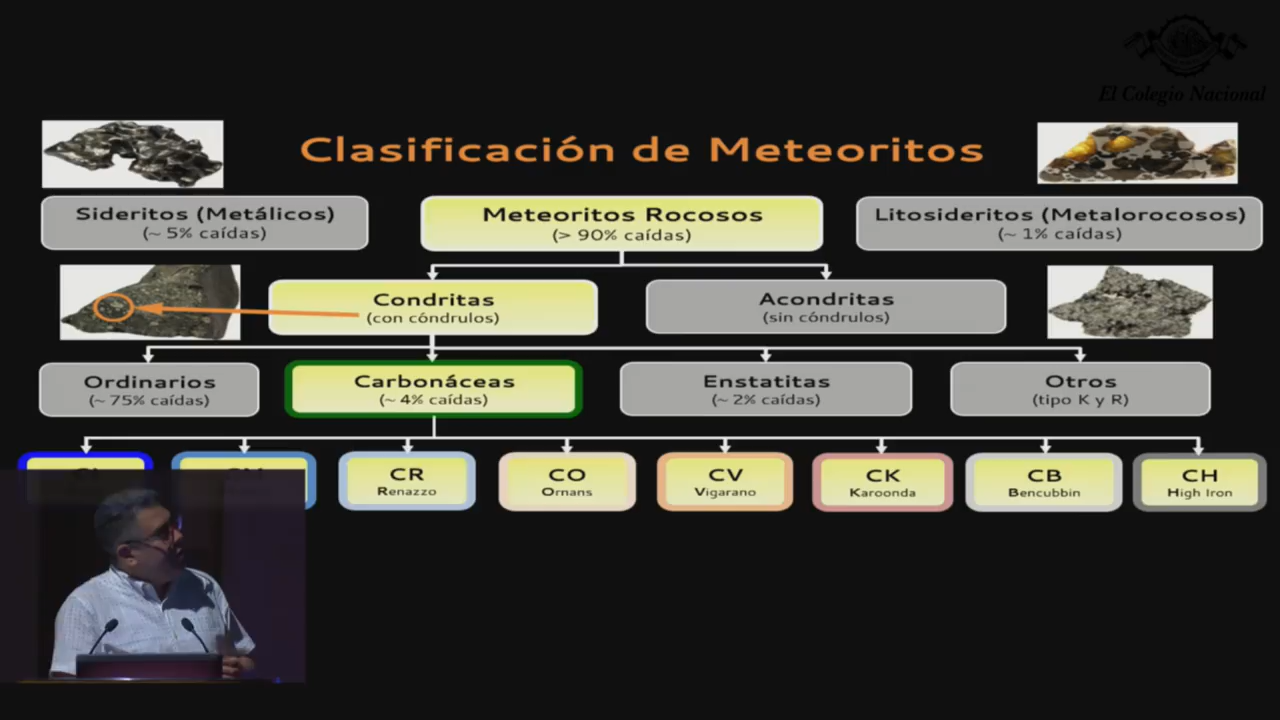 El Colegio Nacional
Clasificación de Meteoritos
Sideritos (Metálicos)
(~ 5% caídas)
Meteoritos Rocosos
(> 90% caídas)
Litosideritos (Metalorocosos)
(~ 1% caídas)
Condritas
(con cóndrulos)
Acondritas
(sin cóndrulos)
Ordinarios
(~ 75% caídas)
Carbonáceas
(~ 4% caídas)
Enstatitas
(~ 2% caídas)
Otros
(tipo K y R)
CR
Renazzo
CO
Ornans
CV
Vigarano
CK
Karoonda
CB
Bencubbin
CH
High Iron